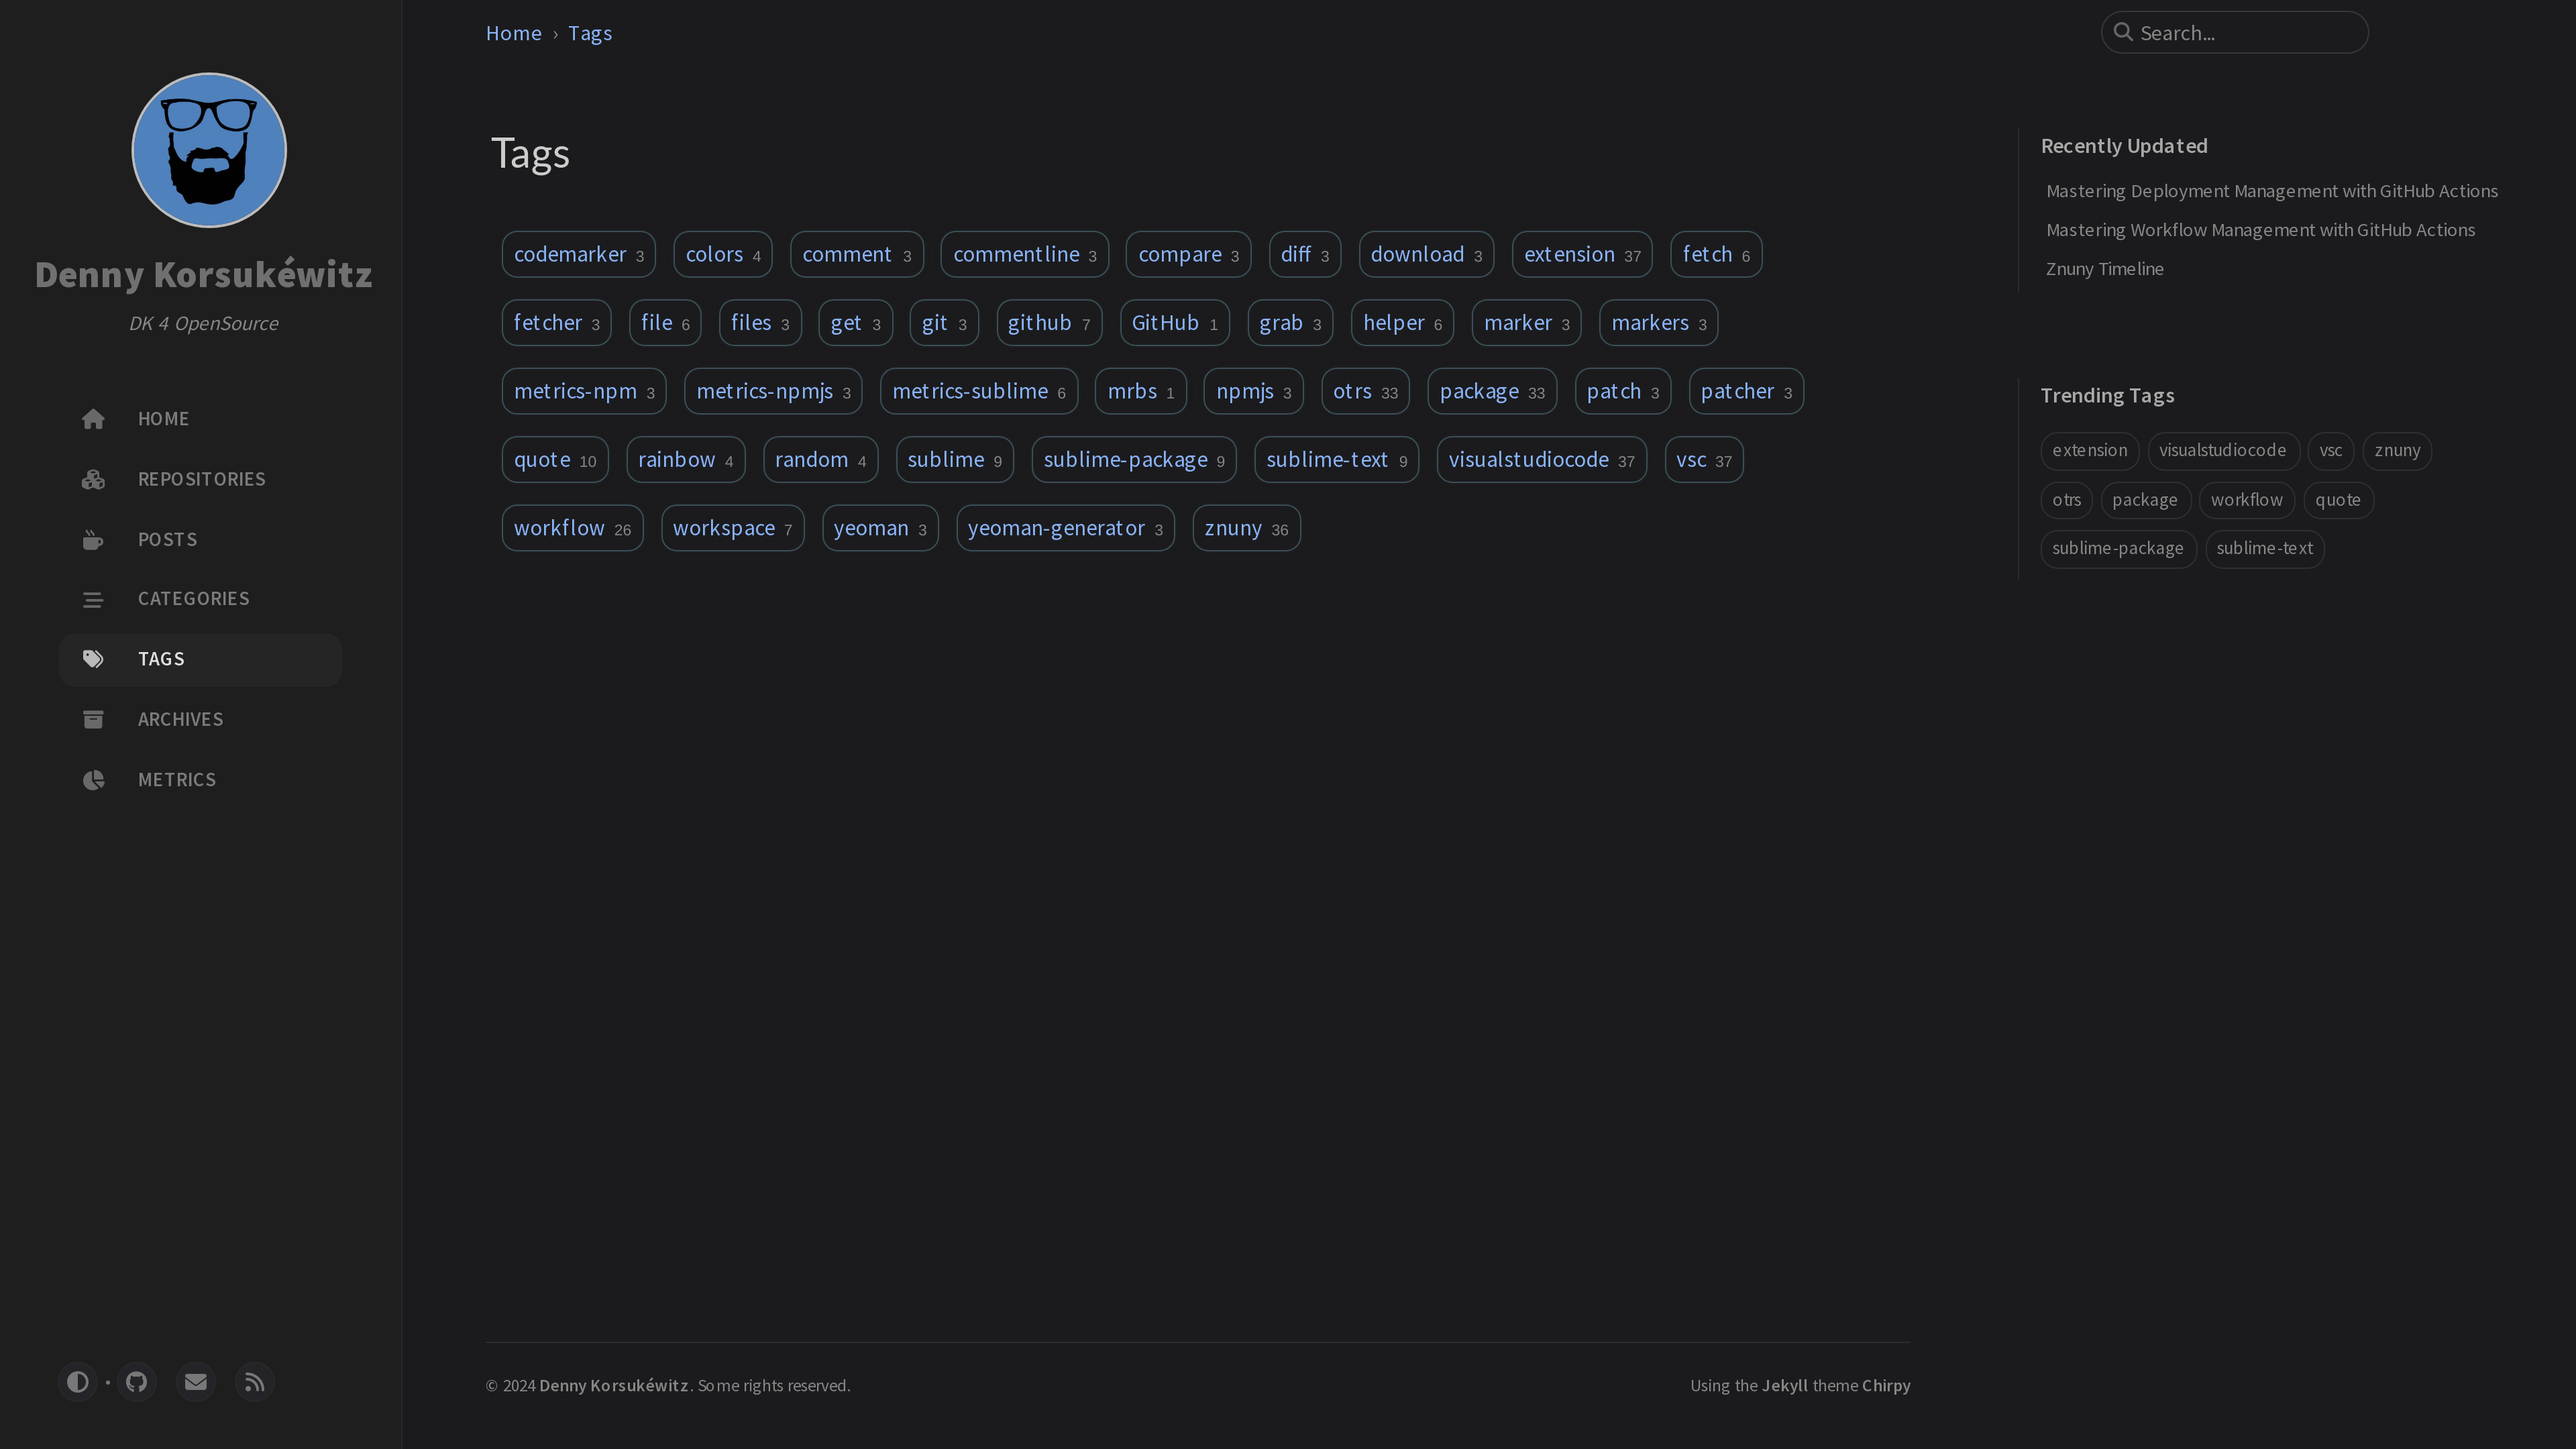 Denny Korsukéwitz
DK 4 OpenSource
HOME
REPOSITORIES
POSTS
CATEGORIES
TAGS
ARCHIVES
METRICS
Home › Tags
Search...
Tags
codemarker 3 colors 4 comment 3 commentline 3 compare 3 diff 3 download 3 extension 37 fetch 6
fetcher 3 file 6 files 3 get 3 git 3 github 7 GitHub 1 grab 3 helper 6 marker 3 markers 3
metrics-npm 3 metrics-npmjs 3 metrics-sublime 6 mrbs 1 npmjs 3 otrs 33 package 33 patch 3 patcher 3
quote 10 rainbow 4 random 4 sublime 9 sublime-package 9 sublime-text 9 visualstudiocode 37 vsc 37
workflow 26 workspace 7 yeoman 3 yeoman-generator 3 znuny 36
Recently Updated
Mastering Deployment Management with GitHub Actions
Mastering Workflow Management with GitHub Actions
Znuny Timeline
Trending Tags
extension visualstudiocode vsc znuny
otrs package workflow quote
sublime-package sublime-text
© 2024 Denny Korsukéwitz. Some rights reserved.
Using the Jekyll theme Chirpy